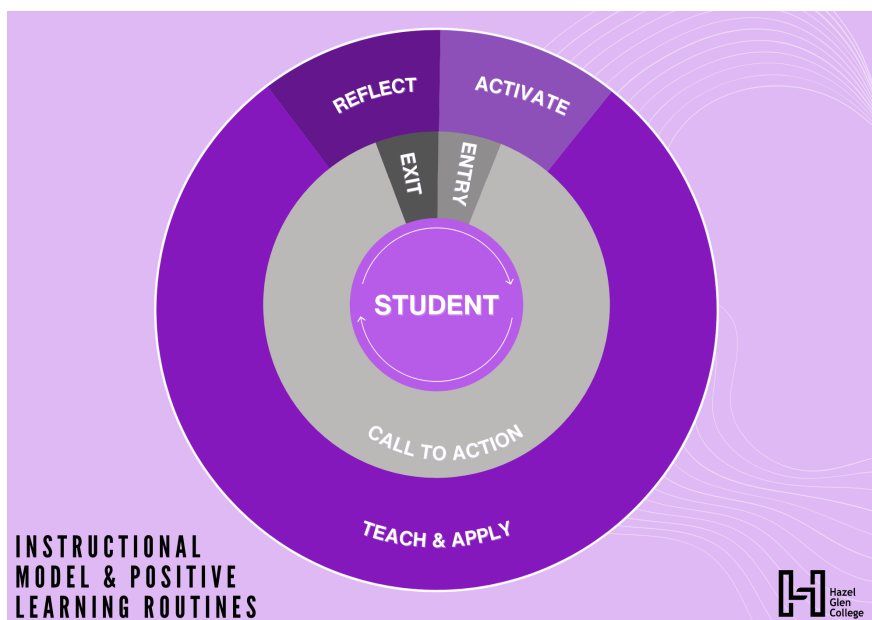 REFLECT
ACTIVATE
EXIT
ENTRY
STUDENT
CALL TO ACTION
TEACH & APPLY
INSTRUCTIONAL
MODEL & POSITIVE
LEARNING ROUTINES
Hazel
Glen
College